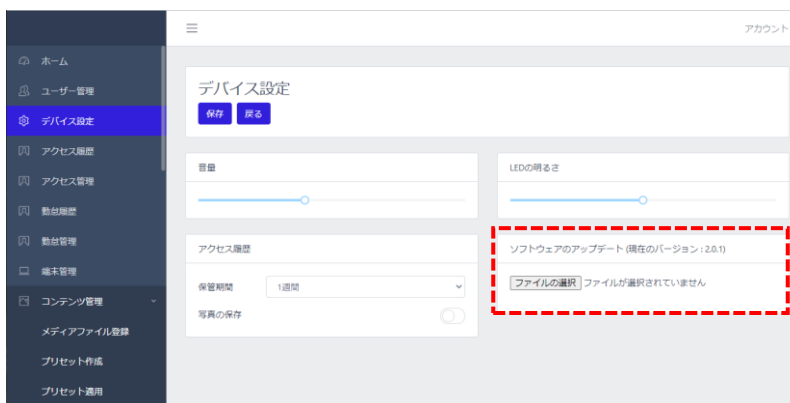 アカウント
ホーム
ユーザー管理
デバイス設定
アクセス履歴
アクセス管理
勤怠履歴
勤怠管理
端末管理
コンテンツ管理
メディアファイル登録
プリセット作成
プリセット適用
デバイス設定
保存 戻る
音量
LEDの明るさ
アクセス履歴
保管期間 1週間
写真の保存
ソフトウェアのアップデート (現在のバージョン : 2.0.1)
ファイルの選択 ファイルが選択されていません